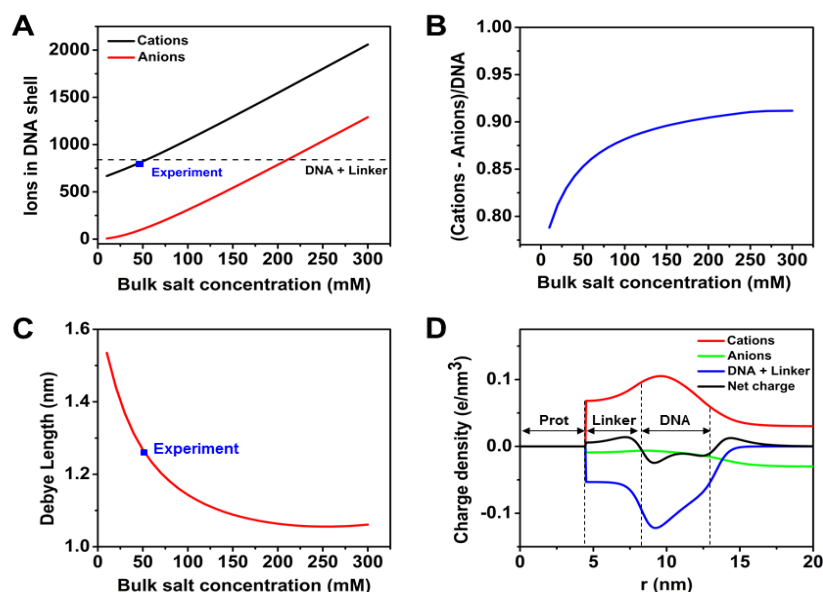 A
Ions in DNA shell
2000
1500
1000
500
0
Cations
Anions
Experiment
DNA + Linker
0 50 100 150 200 250 300
Bulk salt concentration (mM)
B
(Cations - Anions)/DNA
1.00
0.95
0.90
0.85
0.80
0 50 100 150 200 250 300
Bulk salt concentration (mM)
C
Debye Length (nm)
1.6
1.4
1.2
1.0
Experiment
0 50 100 150 200 250 300
Bulk salt concentration (mM)
D
Charge density (e/nm³)
0.1
0.0
-0.1
Cations
Anions
DNA + Linker
Net charge
Prot Linker DNA
0 5 10 15 20
r (nm)